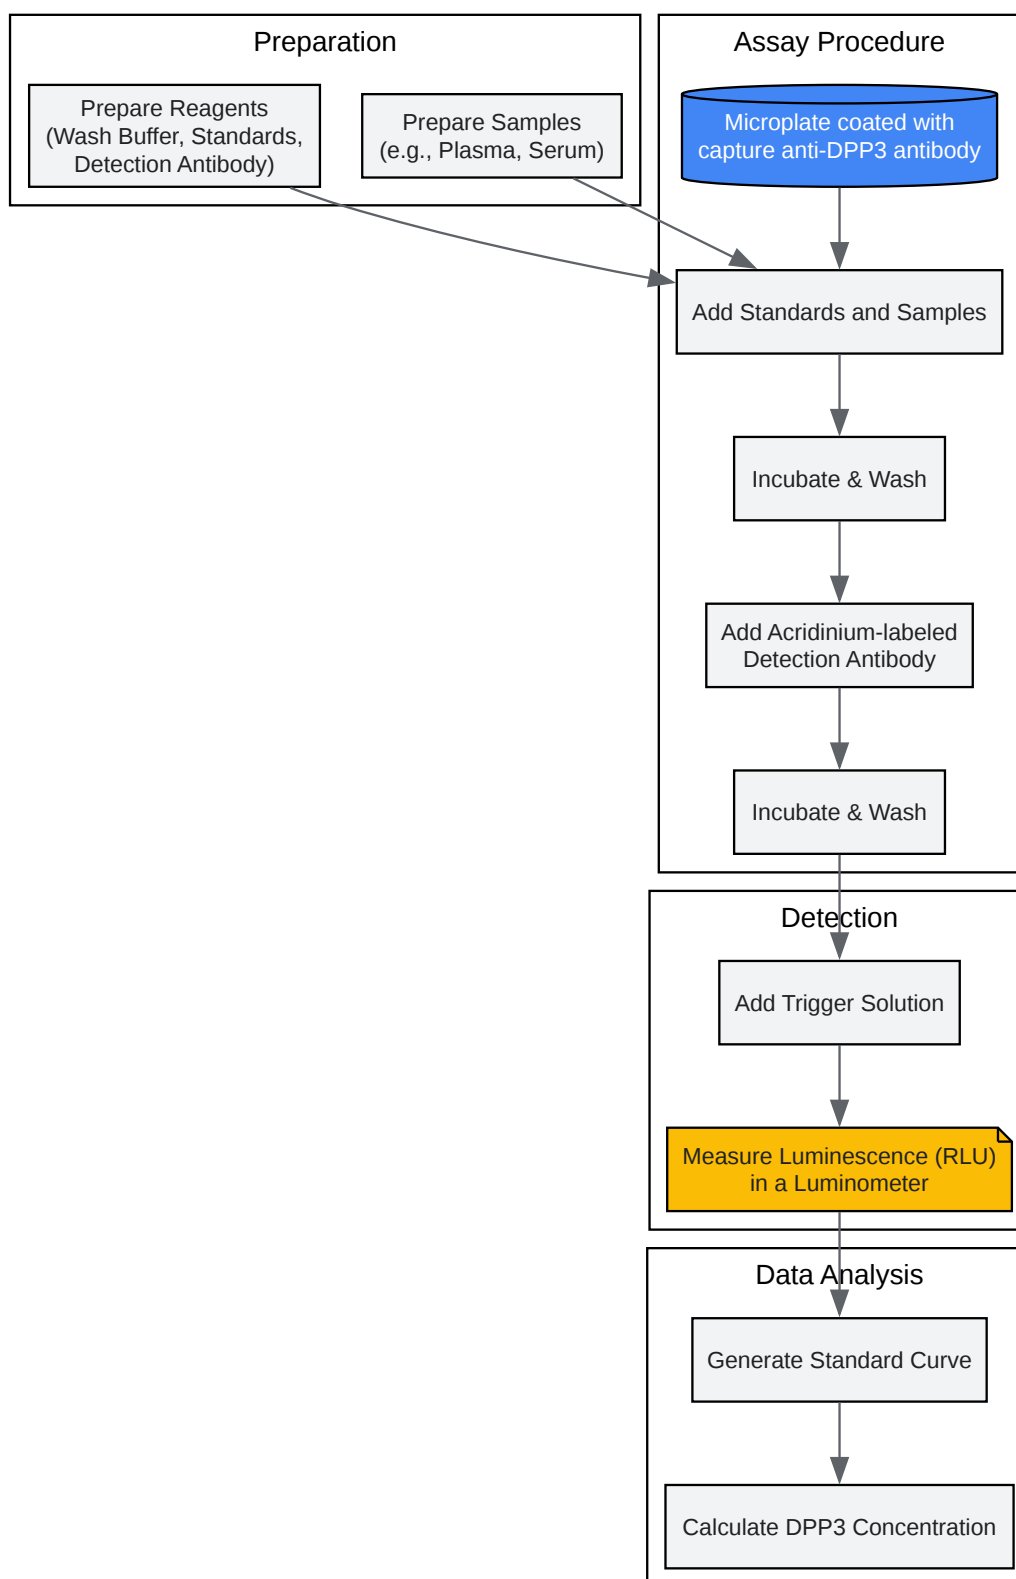 Preparation
Prepare Reagents
(Wash Buffer, Standards,
Detection Antibody)
Prepare Samples
(e.g., Plasma, Serum)
Assay Procedure
Microplate coated with
capture anti-DPP3 antibody
Add Standards and Samples
Incubate & Wash
Add Acridinium-labeled
Detection Antibody
Incubate & Wash
Detection
Add Trigger Solution
Measure Luminescence (RLU)
in a Luminometer
Data Analysis
Generate Standard Curve
Calculate DPP3 Concentration